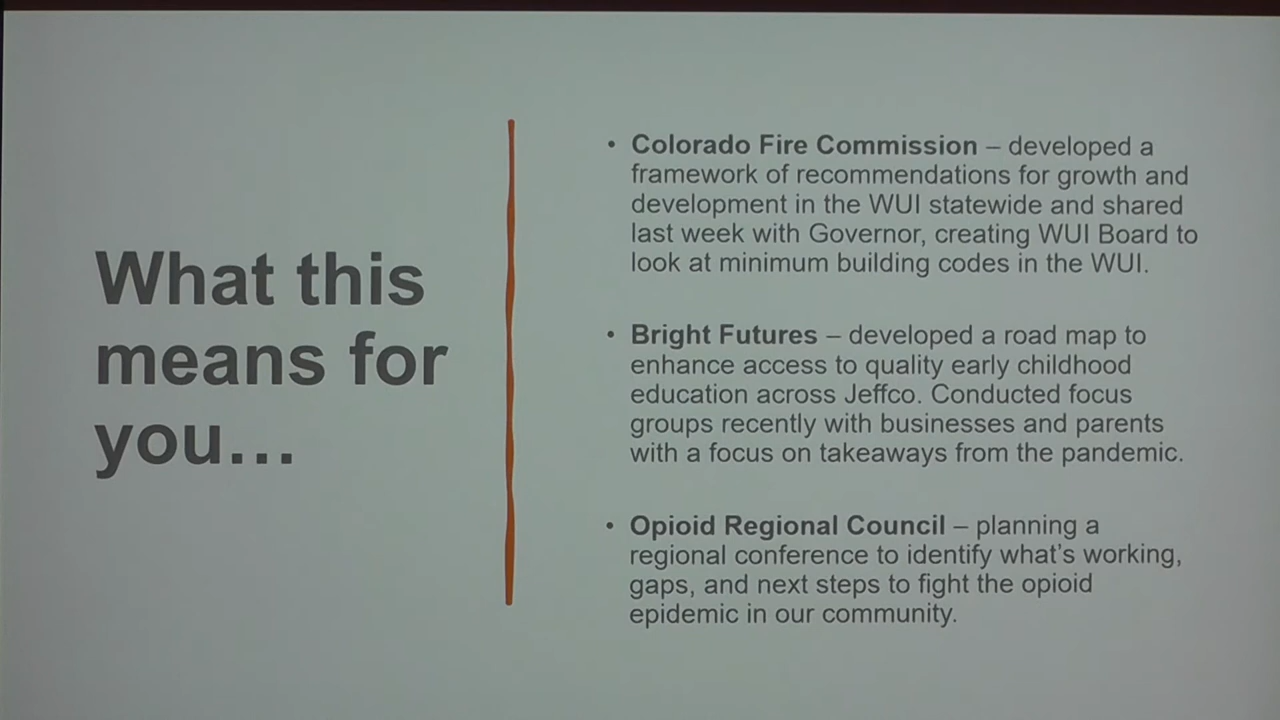 What this
means for
you…
• Colorado Fire Commission – developed a
framework of recommendations for growth and
development in the WUI statewide and shared
last week with Governor, creating WUI Board to
look at minimum building codes in the WUI.
• Bright Futures – developed a road map to
enhance access to quality early childhood
education across Jeffco. Conducted focus
groups recently with businesses and parents
with a focus on takeaways from the pandemic.
• Opioid Regional Council – planning a
regional conference to identify what's working,
gaps, and next steps to fight the opioid
epidemic in our community.